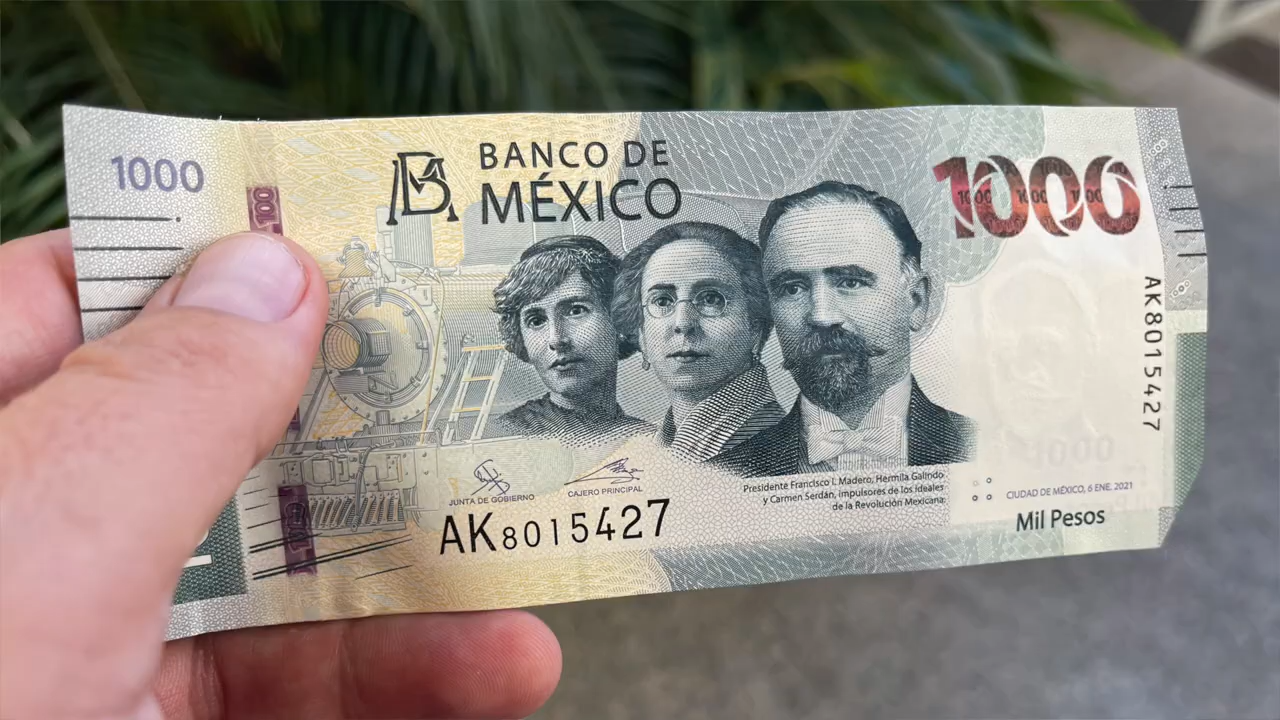 1000
BANCO DE
MÉXICO
1000
AK8015427
JUNTA DE GOBIERNO
CAJERO PRINCIPAL
AK8015427
Presidente Francisco I. Madero, Hermila Galindo
y Carmen Serdán, impulsores de los ideales
de la Revolución Mexicana.
CIUDAD DE MÉXICO, 6 ENE. 2021
Mil Pesos
1000